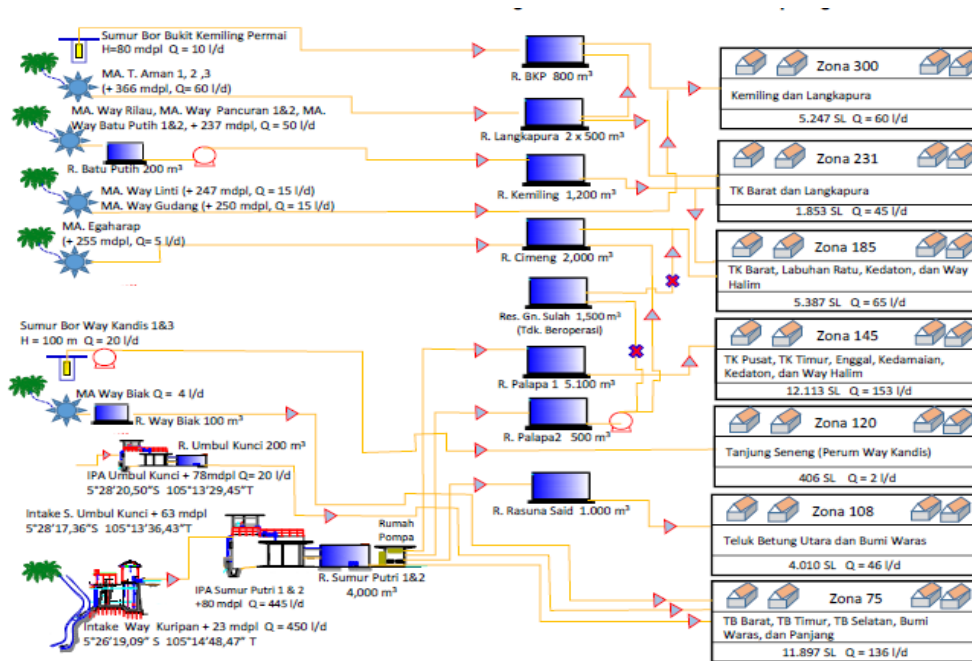 Sumur Bor Bukit Kemiling Permai
H=80 mdpl Q = 10 l/d
MA. T. Aman 1, 2 ,3
(+ 366 mdpl, Q= 60 l/d)
MA. Way Rilau, MA. Way Pancuran 1&2, MA.
Way Batu Putih 1&2, + 237 mdpl, Q = 50 l/d
R. Batu Putih 200 m³
MA. Way Linti (+ 247 mdpl, Q = 15 l/d)
MA. Way Gudang (+ 250 mdpl, Q = 15 l/d)
MA. Egaharap
(+ 255 mdpl, Q= 5 l/d)
Sumur Bor Way Kandis 1&3
H = 100 m Q = 20 l/d
MA Way Biak Q = 4 l/d
R. Way Biak 100 m³
R. Umbul Kunci 200 m³
IPA Umbul Kunci + 78mdpl Q= 20 l/d
5°28'20,50"S 105°13'29,45"T
Intake S. Umbul Kunci + 63 mdpl
5°28'17,36"S 105°13'36,43"T
Rumah
Pompa
R. Sumur Putri 1&2
4,000 m³
IPA Sumur Putri 1 & 2
+80 mdpl Q = 445 l/d
Intake Way Kuripan + 23 mdpl Q = 450 l/d
5°26'19,09" S 105°14'48,47" T
R. BKP 800 m³
R. Langkapura 2 x 500 m³
R. Kemiling 1,200 m³
R. Cimeng 2,000 m³
Res. Gn. Sulah 1,500 m³
(Tdk. Beroperasi)
R. Palapa 1 5.100 m³
R. Palapa2 500 m³
R. Rasuna Said 1.000 m³
Zona 300
Kemiling dan Langkapura
5.247 SL Q = 60 l/d
Zona 231
TK Barat dan Langkapura
1.853 SL Q = 45 l/d
Zona 185
TK Barat, Labuhan Ratu, Kedaton, dan Way
Halim
5.387 SL Q = 65 l/d
Zona 145
TK Pusat, TK Timur, Enggal, Kedamaian,
Kedaton, dan Way Halim
12.113 SL Q = 153 l/d
Zona 120
Tanjung Seneng (Perum Way Kandis)
406 SL Q = 2 l/d
Zona 108
Teluk Betung Utara dan Bumi Waras
4.010 SL Q = 46 l/d
Zona 75
TB Barat, TB Timur, TB Selatan, Bumi
Waras, dan Panjang
11.897 SL Q = 136 l/d